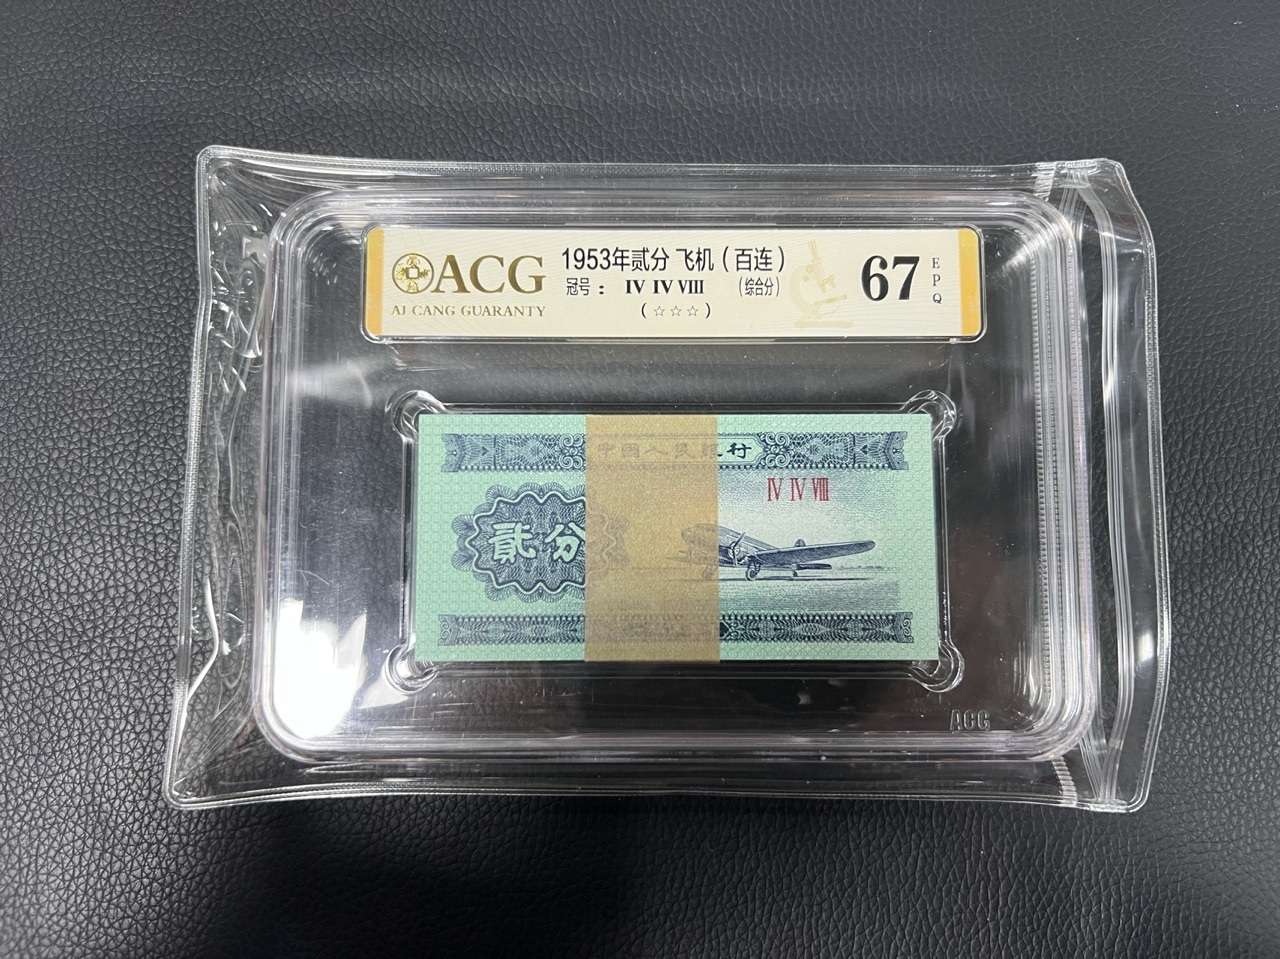 ACG
AI CANG GUARANTY
1953年贰分 飞机（百连）
冠号： IV IV VIII （综合分）
（☆☆☆）
67
EPQ
中国人民银行
IV IV VIII
贰分
ACG